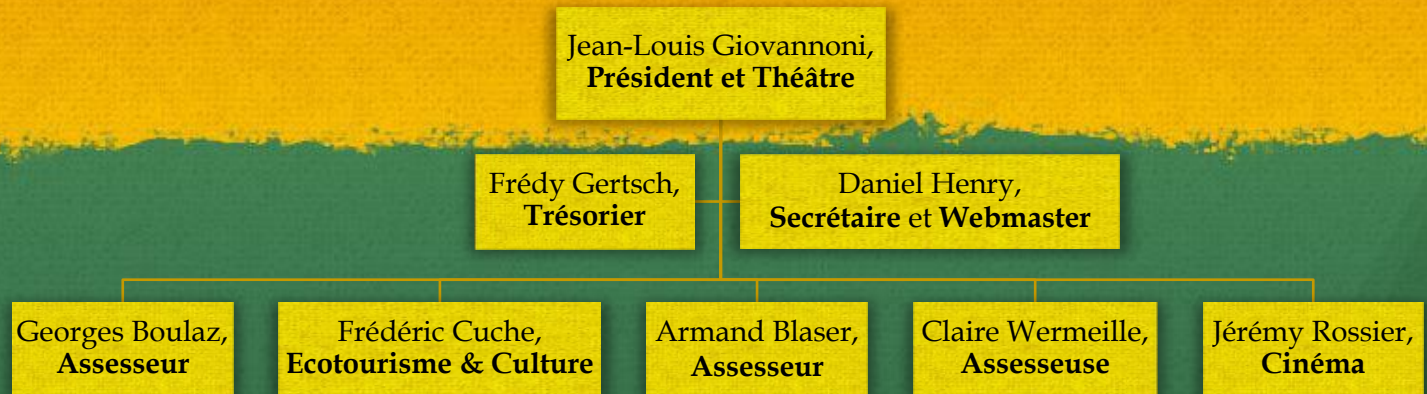 Jean-Louis Giovannoni,
Président et Théâtre
Frédy Gertsch,
Trésorier
Daniel Henry,
Secrétaire et Webmaster
Georges Boulaz,
Assesseur
Frédéric Cuche,
Ecotourisme & Culture
Armand Blaser,
Assesseur
Claire Wermeille,
Assesseuse
Jérémy Rossier,
Cinéma